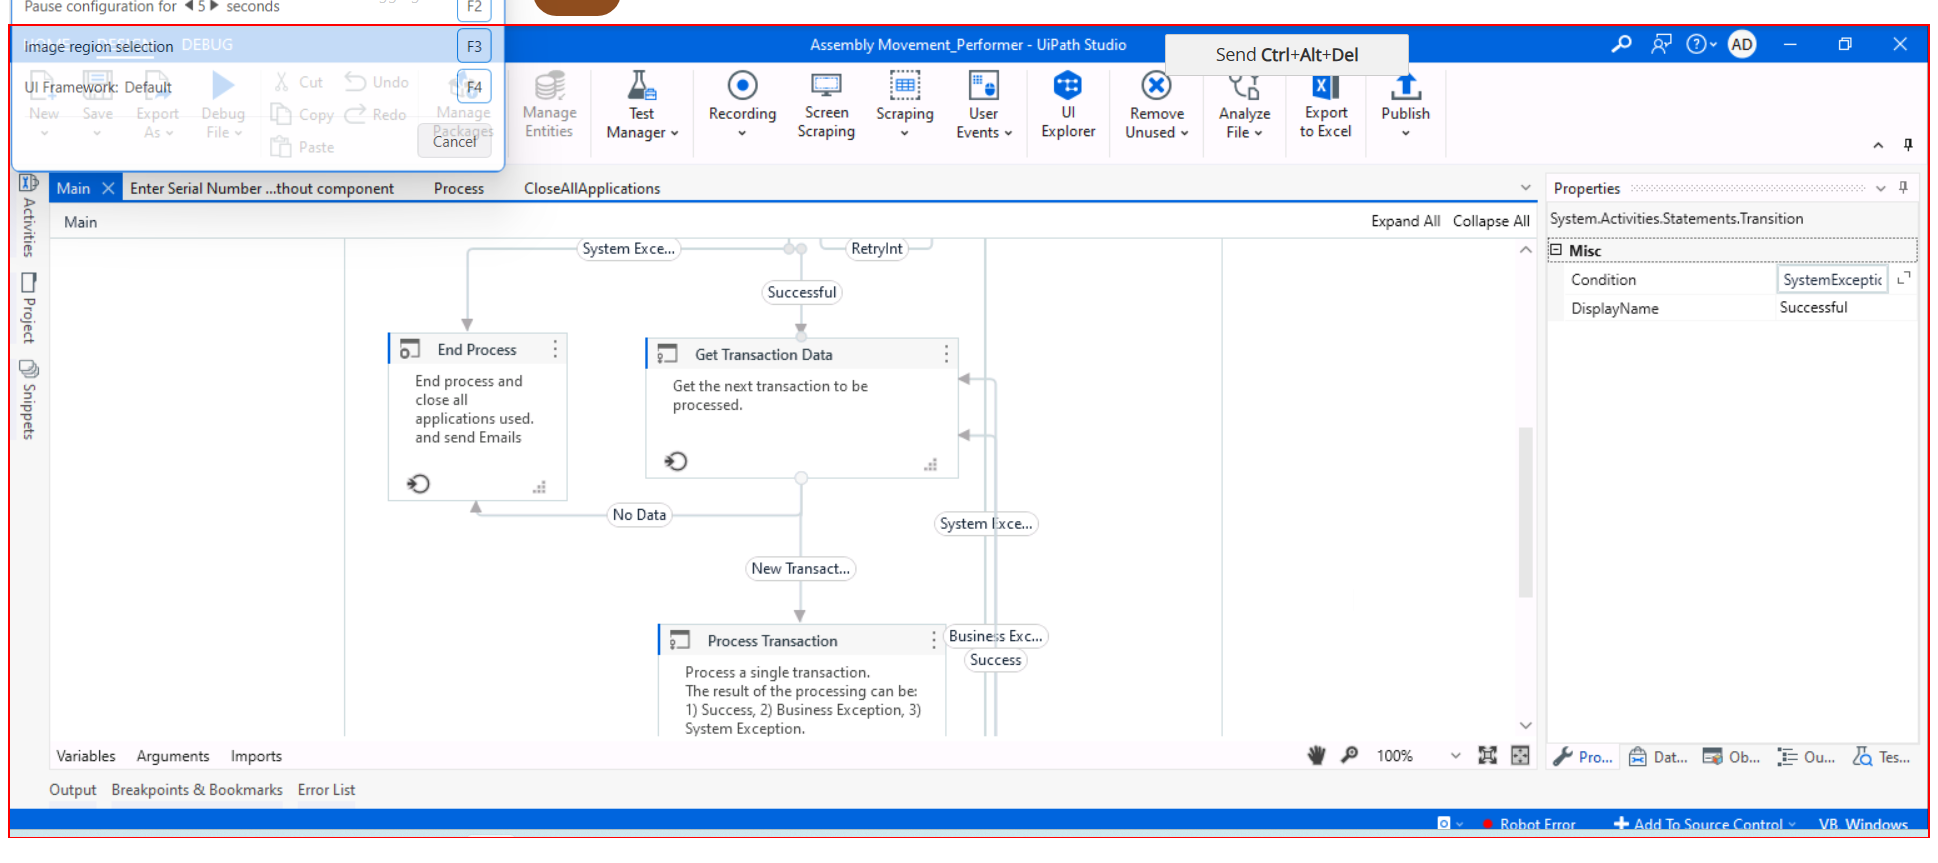 Pause configuration for 5 seconds
F2
Image region selection
F3
DEBUG
UI Framework: Default
F4
Cancel
Assembly Movement_Performer - UiPath Studio
Send Ctrl+Alt+Del
AD
New
Save
Export As
Debug File
Cut
Copy
Paste
Undo
Redo
Manage Packages
Manage Entities
Test Manager
Recording
Screen Scraping
Scraping
User Events
UI Explorer
Remove Unused
Analyze File
Export to Excel
Publish
Activities
Project
Snippets
Main
Enter Serial Number ...thout component
Process
CloseAllApplications
Main
Expand All
Collapse All
System Exce...
RetryInt
Successful
End Process
End process and
close all
applications used.
and send Emails
Get Transaction Data
Get the next transaction to be
processed.
No Data
System Exce...
New Transact...
Process Transaction
Process a single transaction.
The result of the processing can be:
1) Success, 2) Business Exception, 3)
System Exception.
Business Exc...
Success
Properties
System.Activities.Statements.Transition
Misc
Condition
SystemExceptic
DisplayName
Successful
Variables
Arguments
Imports
100%
Pro...
Dat...
Ob...
Ou...
Tes...
Output
Breakpoints & Bookmarks
Error List
Robot Error
Add To Source Control
VB
Windows